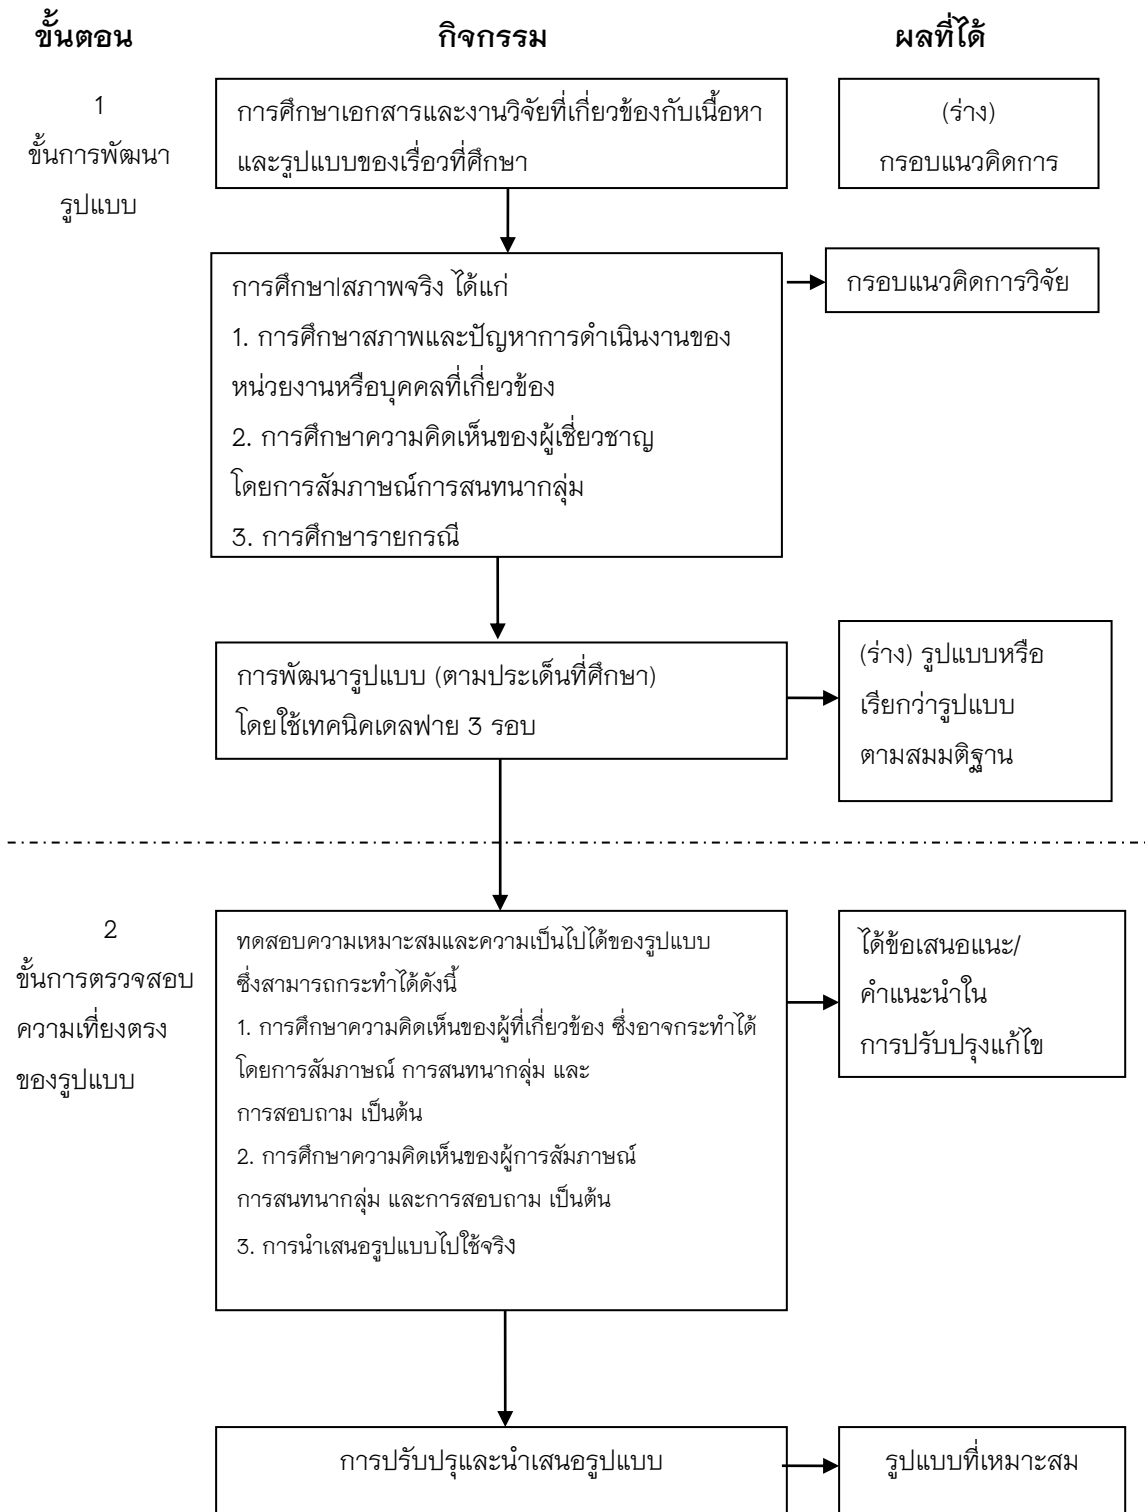 ขั้นตอน
กิจกรรม
ผลที่ได้
1
ขั้นการพัฒนา
รูปแบบ
การศึกษาเอกสารและงานวิจัยที่เกี่ยวข้องกับเนื้อหา
และรูปแบบของเรื่อวที่ศึกษา
(ร่าง)
กรอบแนวคิดการ
การศึกษา|สภาพจริง ได้แก่
1. การศึกษาสภาพและปัญหาการดำเนินงานของ
หน่วยงานหรือบุคคลที่เกี่ยวข้อง
2. การศึกษาความคิดเห็นของผู้เชี่ยวชาญ
โดยการสัมภาษณ์การสนทนากลุ่ม
3. การศึกษารายกรณี
กรอบแนวคิดการวิจัย
การพัฒนารูปแบบ (ตามประเด็นที่ศึกษา)
โดยใช้เทคนิคเดลฟาย 3 รอบ
(ร่าง) รูปแบบหรือ
เรียกว่ารูปแบบ
ตามสมมติฐาน
2
ขั้นการตรวจสอบ
ความเที่ยงตรง
ของรูปแบบ
ทดสอบความเหมาะสมและความเป็นไปได้ของรูปแบบ
ซึ่งสามารถกระทำได้ดังนี้
1. การศึกษาความคิดเห็นของผู้ที่เกี่ยวข้อง ซึ่งอาจกระทำได้
โดยการสัมภาษณ์ การสนทนากลุ่ม และ
การสอบถาม เป็นต้น
2. การศึกษาความคิดเห็นของผู้การสัมภาษณ์
การสนทนากลุ่ม และการสอบถาม เป็นต้น
3. การนำเสนอรูปแบบไปใช้จริง
ได้ข้อเสนอแนะ/
คำแนะนำใน
การปรับปรุงแก้ไข
การปรับปรุและนำเสนอรูปแบบ
รูปแบบที่เหมาะสม